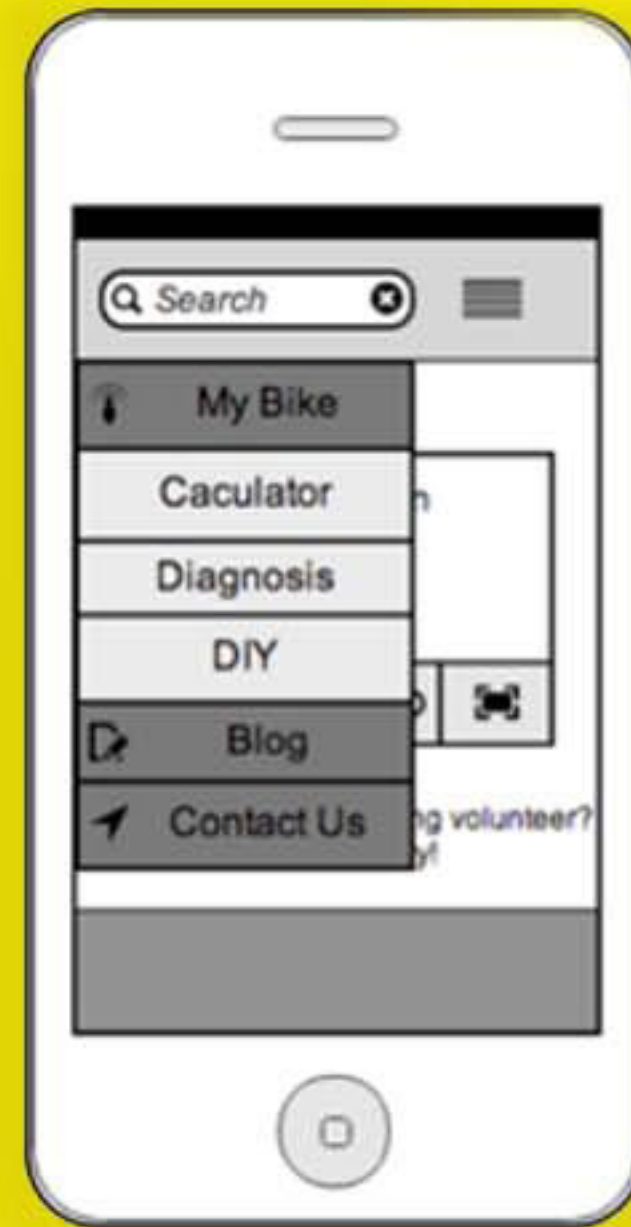 Search
My Bike
Caculator
Diagnosis
DIY
Blog
Contact Us
volunteer?